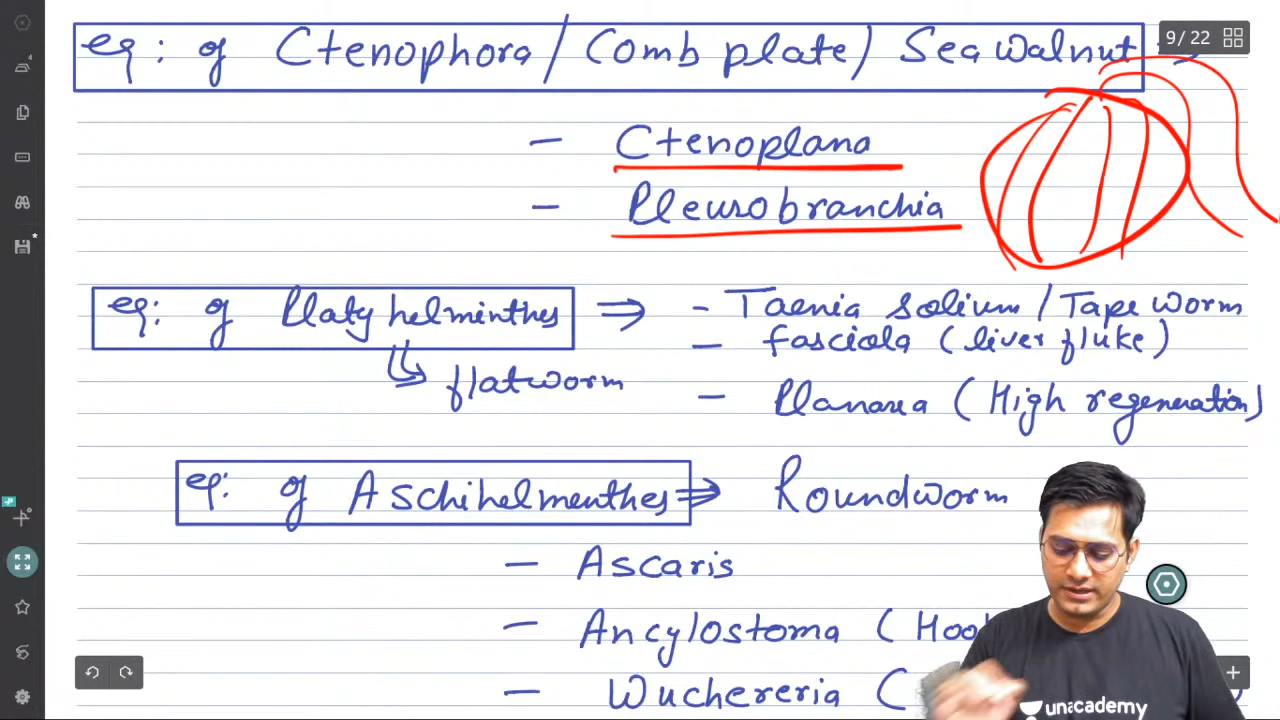 eg: of Ctenophora/Comb plate/Sea walnut →
9/22
- Ctenoplana
- Pleurobranchia
eg: of Platyhelminthes ⇒ - Taenia solium/Tape worm
- fasciola (liver fluke)
flatworm
- Planaria (High regeneration)
eg: of Aschihelmenthes ⇒ Roundworm
- Ascaris
- Ancylostoma (Hoo
- Wuchereria (
unacademy